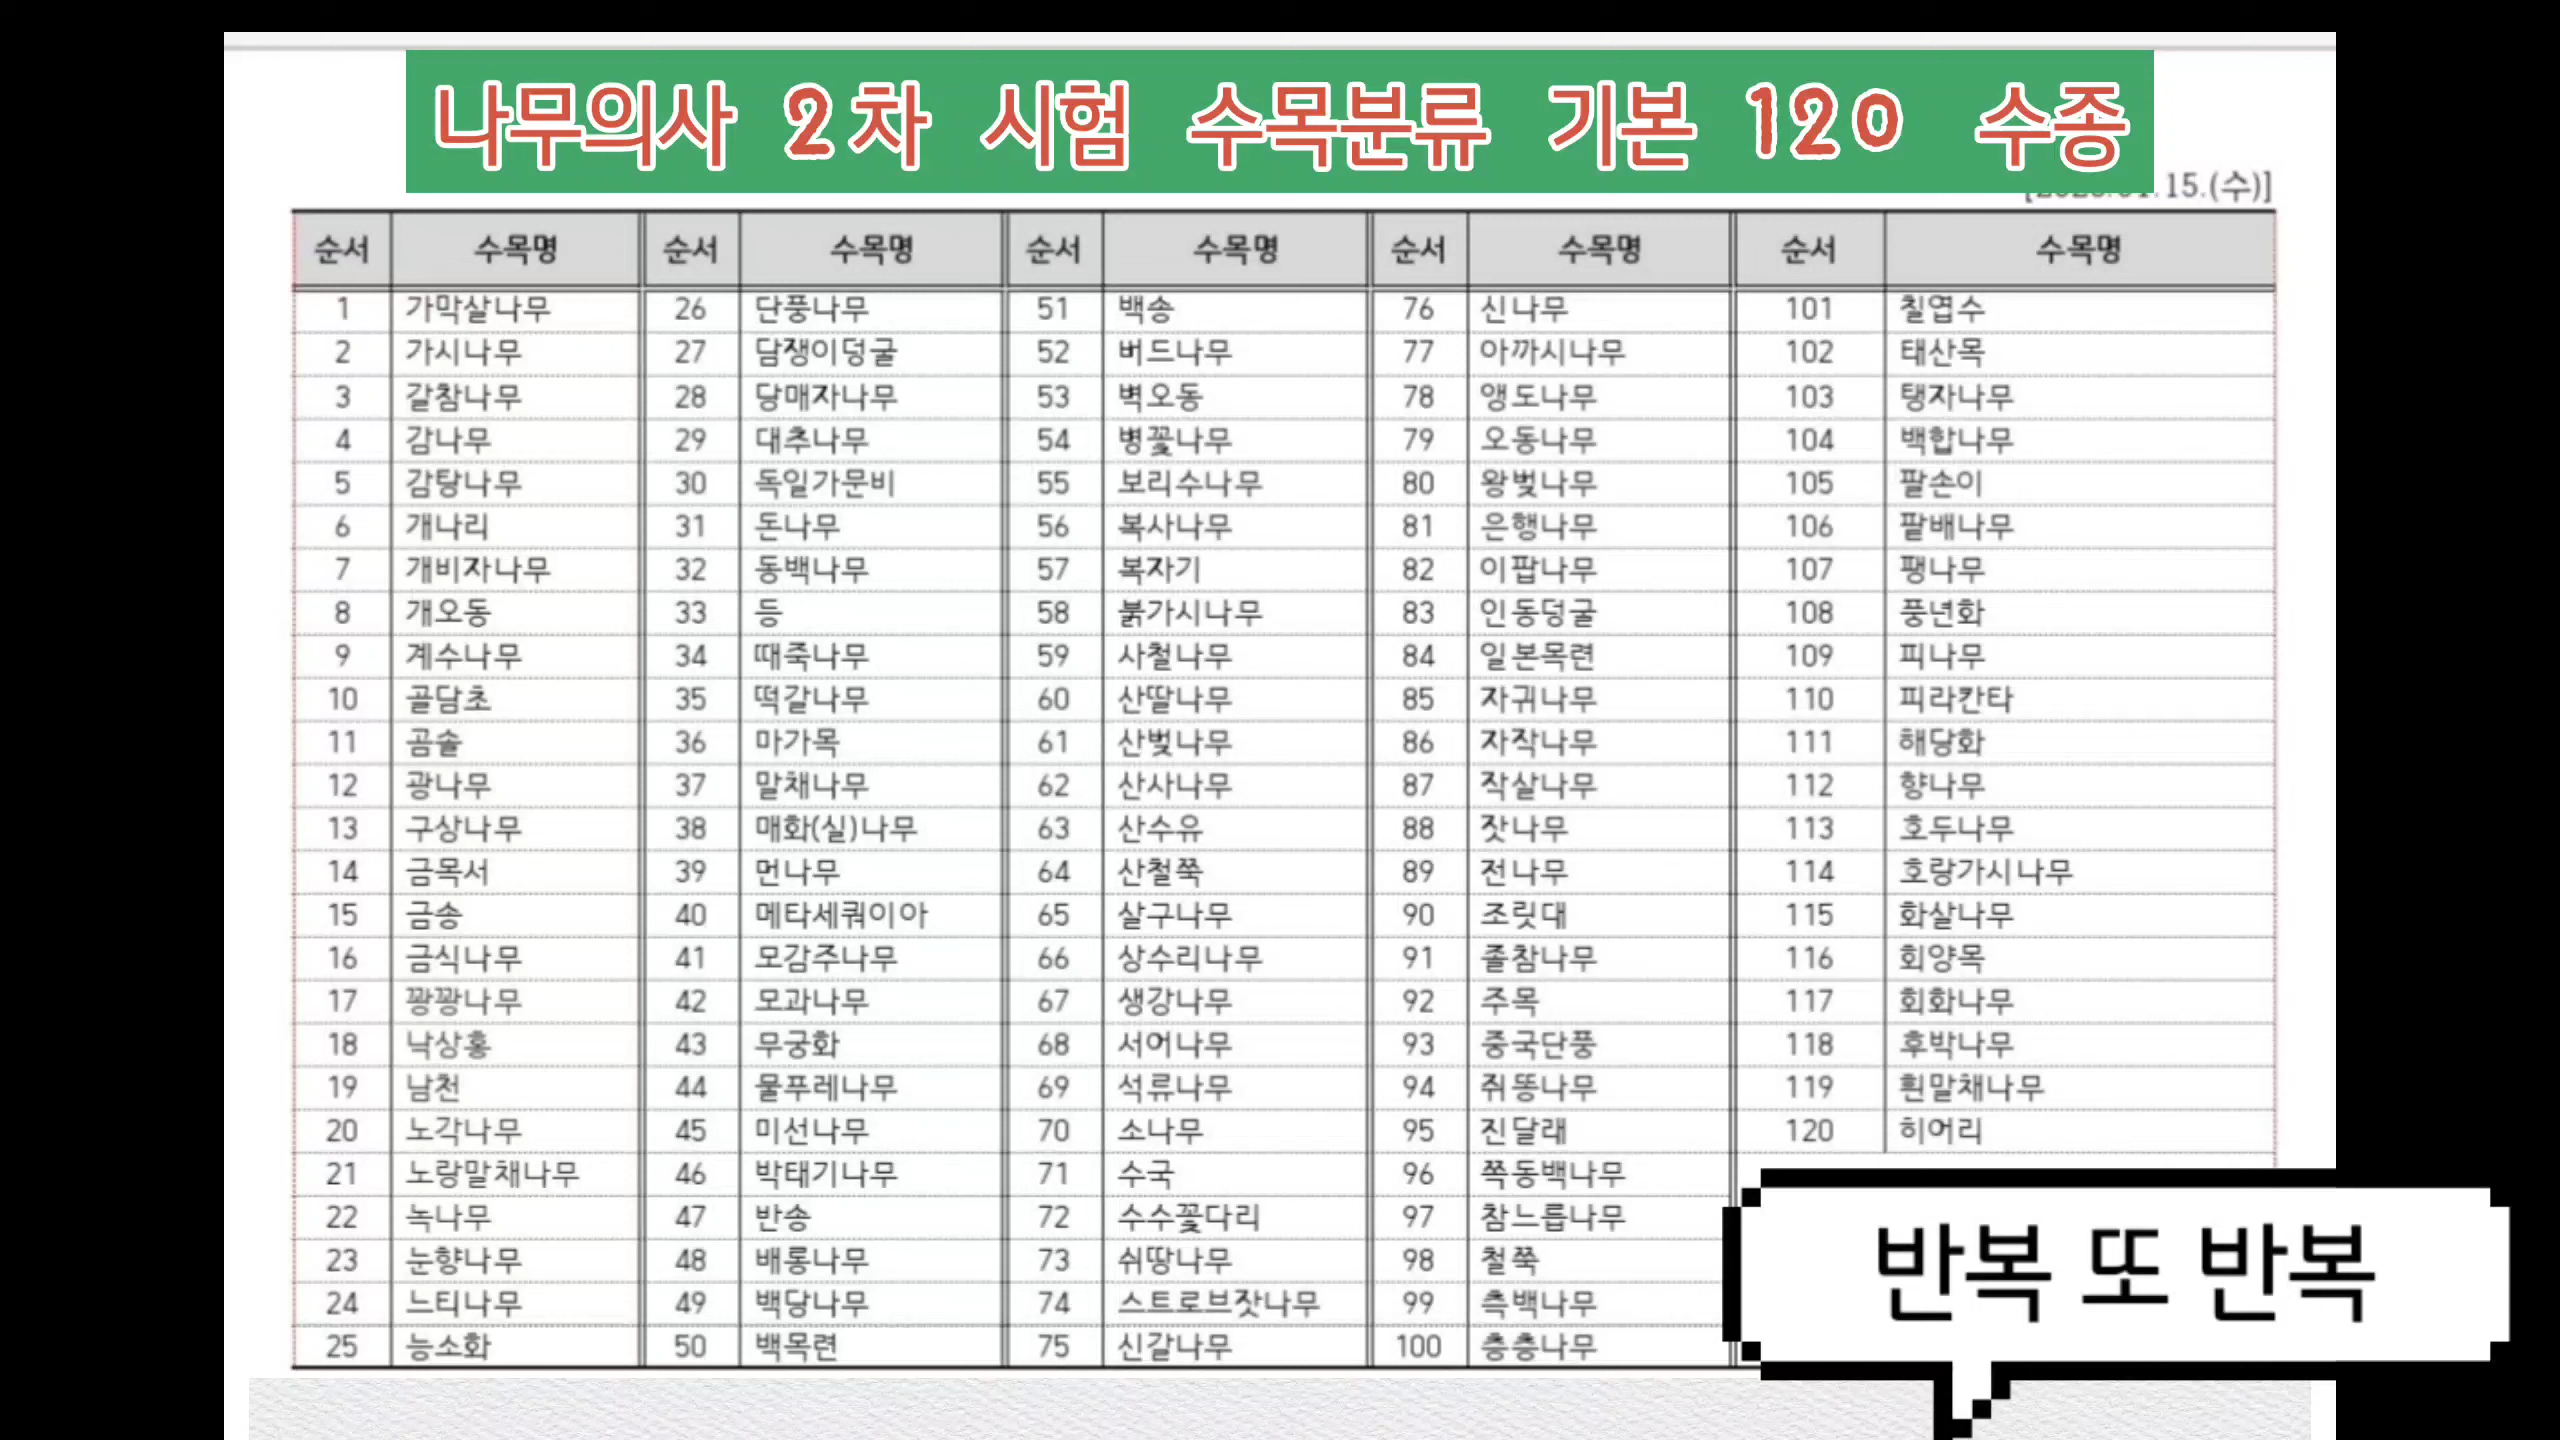 나무의사 2차 시험 수목분류 기본 120 수종
15.(수)]
순서 수목명 순서 수목명 순서 수목명 순서 수목명 순서 수목명
1 가막살나무 26 단풍나무 51 백송 76 신나무 101 칠엽수
2 가시나무 27 담쟁이덩굴 52 버드나무 77 아까시나무 102 태산목
3 갈참나무 28 당매자나무 53 벽오동 78 앵도나무 103 탱자나무
4 감나무 29 대추나무 54 병꽃나무 79 오동나무 104 백합나무
5 감탕나무 30 독일가문비 55 보리수나무 80 왕벚나무 105 팔손이
6 개나리 31 돈나무 56 복사나무 81 은행나무 106 팥배나무
7 개비자나무 32 동백나무 57 복자기 82 이팝나무 107 팽나무
8 개오동 33 등 58 붉가시나무 83 인동덩굴 108 풍년화
9 계수나무 34 때죽나무 59 사철나무 84 일본목련 109 피나무
10 골담초 35 떡갈나무 60 산딸나무 85 자귀나무 110 피라칸타
11 곰솔 36 마가목 61 산벚나무 86 자작나무 111 해당화
12 광나무 37 말채나무 62 산사나무 87 작살나무 112 향나무
13 구상나무 38 매화(실)나무 63 산수유 88 잣나무 113 호두나무
14 금목서 39 먼나무 64 산철쭉 89 전나무 114 호랑가시나무
15 금송 40 메타세쿼이아 65 살구나무 90 조릿대 115 화살나무
16 금식나무 41 모감주나무 66 상수리나무 91 졸참나무 116 회양목
17 꽝꽝나무 42 모과나무 67 생강나무 92 주목 117 회화나무
18 낙상홍 43 무궁화 68 서어나무 93 중국단풍 118 후박나무
19 남천 44 물푸레나무 69 석류나무 94 쥐똥나무 119 흰말채나무
20 노각나무 45 미선나무 70 소나무 95 진달래 120 히어리
21 노랑말채나무 46 박태기나무 71 수국 96 쪽동백나무
22 녹나무 47 반송 72 수수꽃다리 97 참느릅나무
23 눈향나무 48 배롱나무 73 쉬땅나무 98 철쭉
24 느티나무 49 백당나무 74 스트로브잣나무 99 측백나무
25 능소화 50 백목련 75 신갈나무 100 층층나무
반복 또 반복